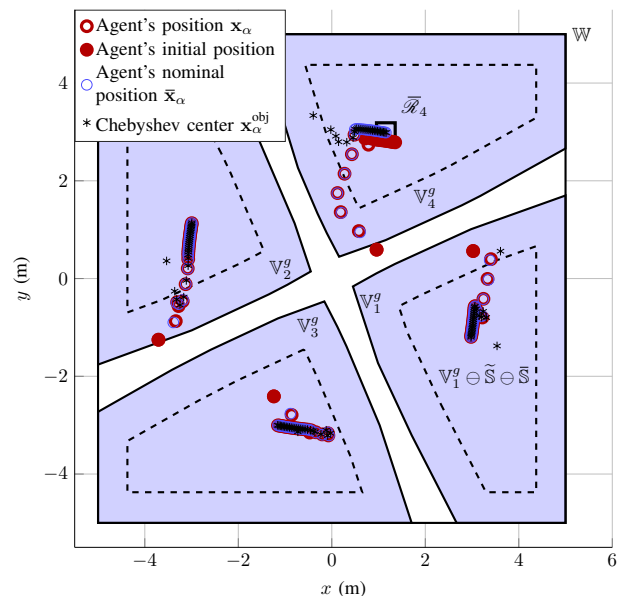 Agent's position x_α
Agent's initial position
Agent's nominal
position x̄_α
Chebyshev center x_α^obj
𝕎
ℛ̅_4
𝕍_4^g
𝕍_2^g
𝕍_1^g
𝕍_3^g
𝕍_1^g ⊖ 𝕊̃ ⊖ 𝕊̄
4
2
0
−2
−4
y (m)
−4 −2 0 2 4 6
x (m)